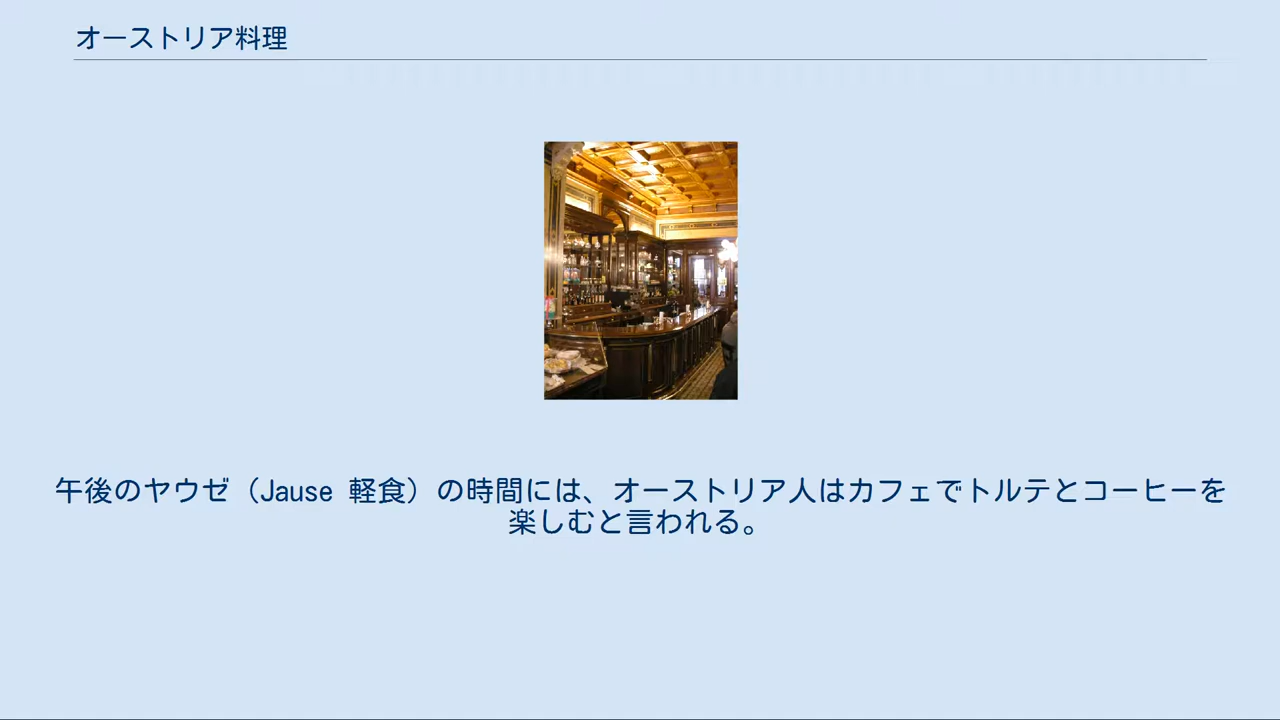 オーストリア料理
午後のヤウゼ（Jause 軽食）の時間には、オーストリア人はカフェでトルテとコーヒーを
楽しむと言われる。